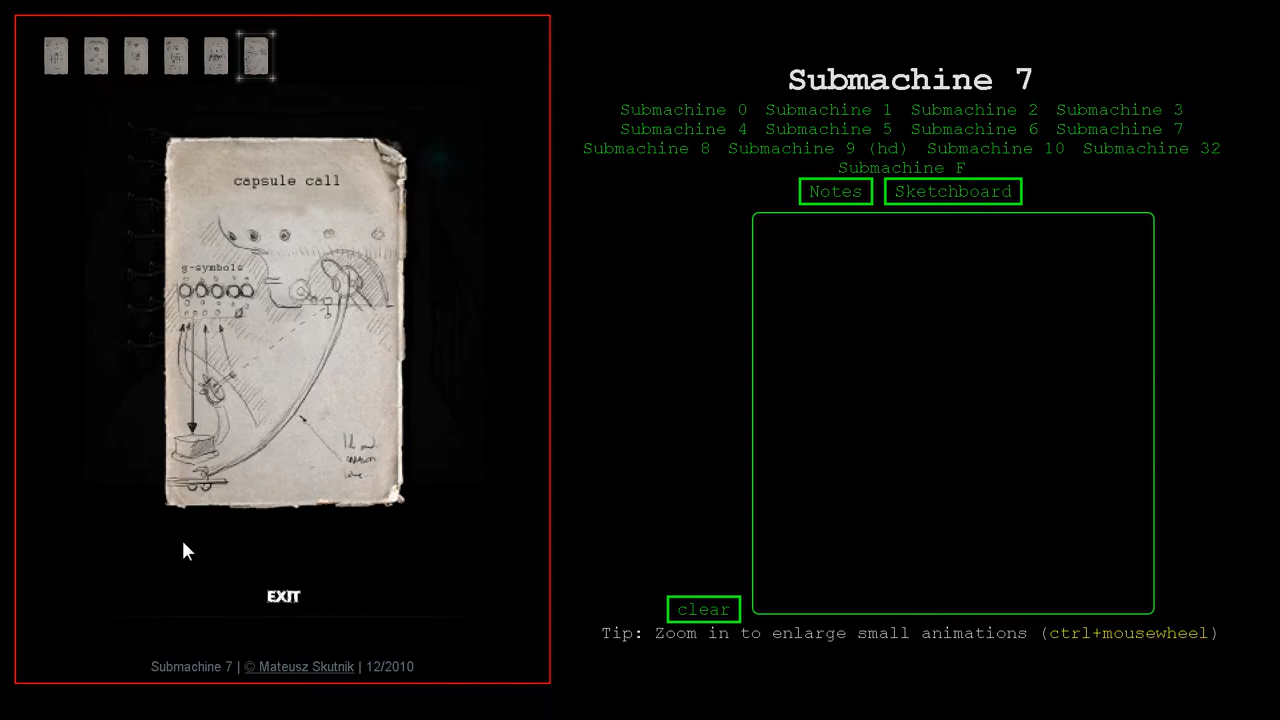 capsule call
g-symbols
EXIT
Submachine 7 | © Mateusz Skutnik | 12/2010
Submachine 7
Submachine 0 Submachine 1 Submachine 2 Submachine 3
Submachine 4 Submachine 5 Submachine 6 Submachine 7
Submachine 8 Submachine 9 (hd) Submachine 10 Submachine 32
Submachine F
Notes Sketchboard
clear
Tip: Zoom in to enlarge small animations (ctrl+mousewheel)